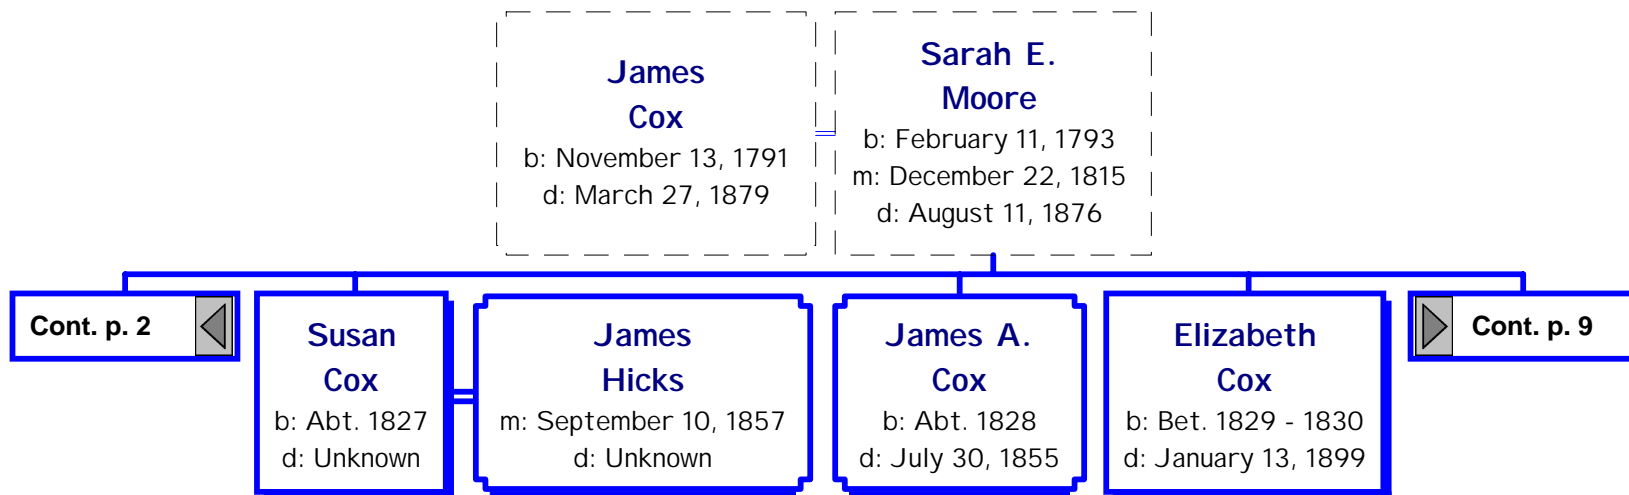 James
Cox
b: November 13, 1791
d: March 27, 1879
Sarah E.
Moore
b: February 11, 1793
m: December 22, 1815
d: August 11, 1876
Cont. p. 2
Susan
Cox
b: Abt. 1827
d: Unknown
James
Hicks
m: September 10, 1857
d: Unknown
James A.
Cox
b: Abt. 1828
d: July 30, 1855
Elizabeth
Cox
b: Bet. 1829 - 1830
d: January 13, 1899
Cont. p. 9